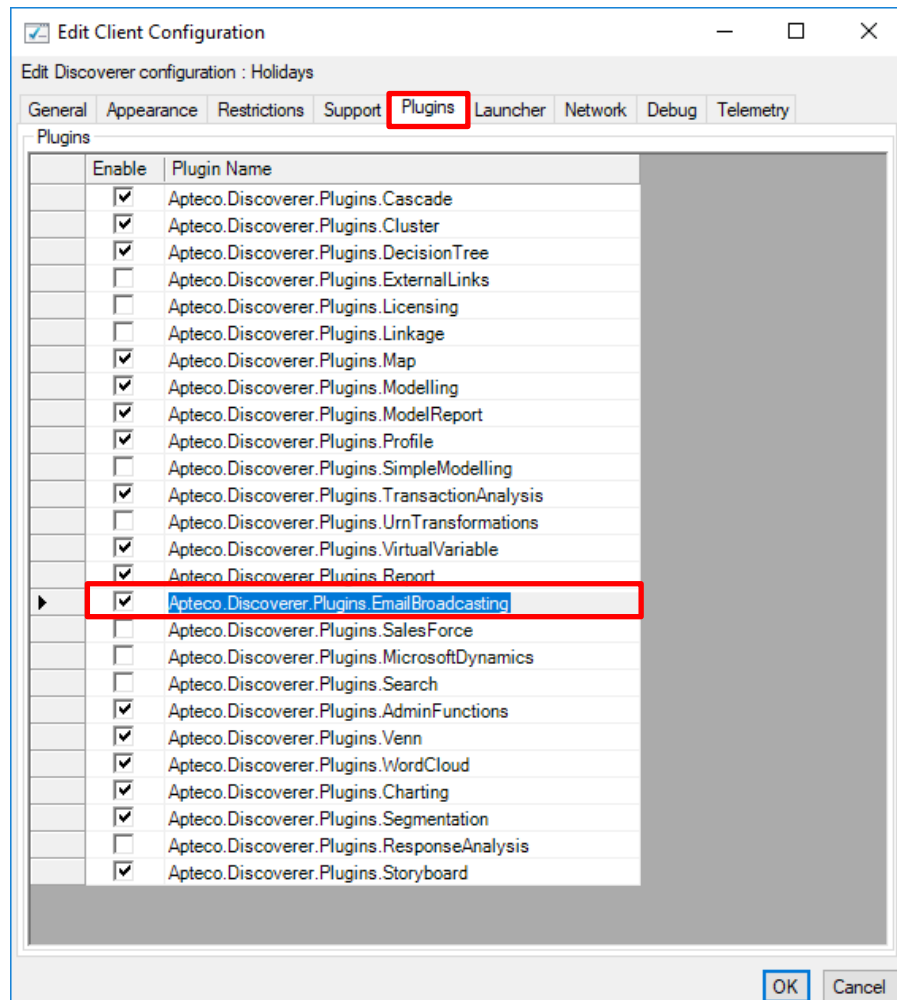 Edit Client Configuration
Edit Discoverer configuration : Holidays
General Appearance Restrictions Support Plugins Launcher Network Debug Telemetry
Plugins
Enable Plugin Name
Apteco.Discoverer.Plugins.Cascade
Apteco.Discoverer.Plugins.Cluster
Apteco.Discoverer.Plugins.DecisionTree
Apteco.Discoverer.Plugins.ExternalLinks
Apteco.Discoverer.Plugins.Licensing
Apteco.Discoverer.Plugins.Linkage
Apteco.Discoverer.Plugins.Map
Apteco.Discoverer.Plugins.Modelling
Apteco.Discoverer.Plugins.ModelReport
Apteco.Discoverer.Plugins.Profile
Apteco.Discoverer.Plugins.SimpleModelling
Apteco.Discoverer.Plugins.TransactionAnalysis
Apteco.Discoverer.Plugins.UrnTransformations
Apteco.Discoverer.Plugins.VirtualVariable
Apteco.Discoverer.Plugins.Report
Apteco.Discoverer.Plugins.EmailBroadcasting
Apteco.Discoverer.Plugins.SalesForce
Apteco.Discoverer.Plugins.MicrosoftDynamics
Apteco.Discoverer.Plugins.Search
Apteco.Discoverer.Plugins.AdminFunctions
Apteco.Discoverer.Plugins.Venn
Apteco.Discoverer.Plugins.WordCloud
Apteco.Discoverer.Plugins.Charting
Apteco.Discoverer.Plugins.Segmentation
Apteco.Discoverer.Plugins.ResponseAnalysis
Apteco.Discoverer.Plugins.Storyboard
OK Cancel